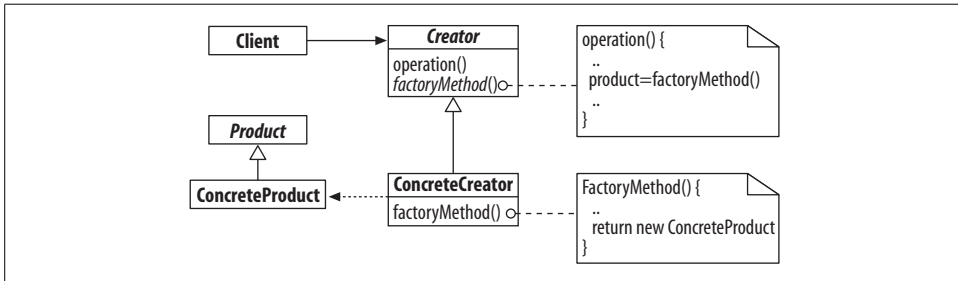 Client
Creator
operation()
factoryMethod()
operation() {
..
product=factoryMethod()
..
}
Product
ConcreteProduct
ConcreteCreator
factoryMethod()
FactoryMethod() {
..
return new ConcreteProduct
}